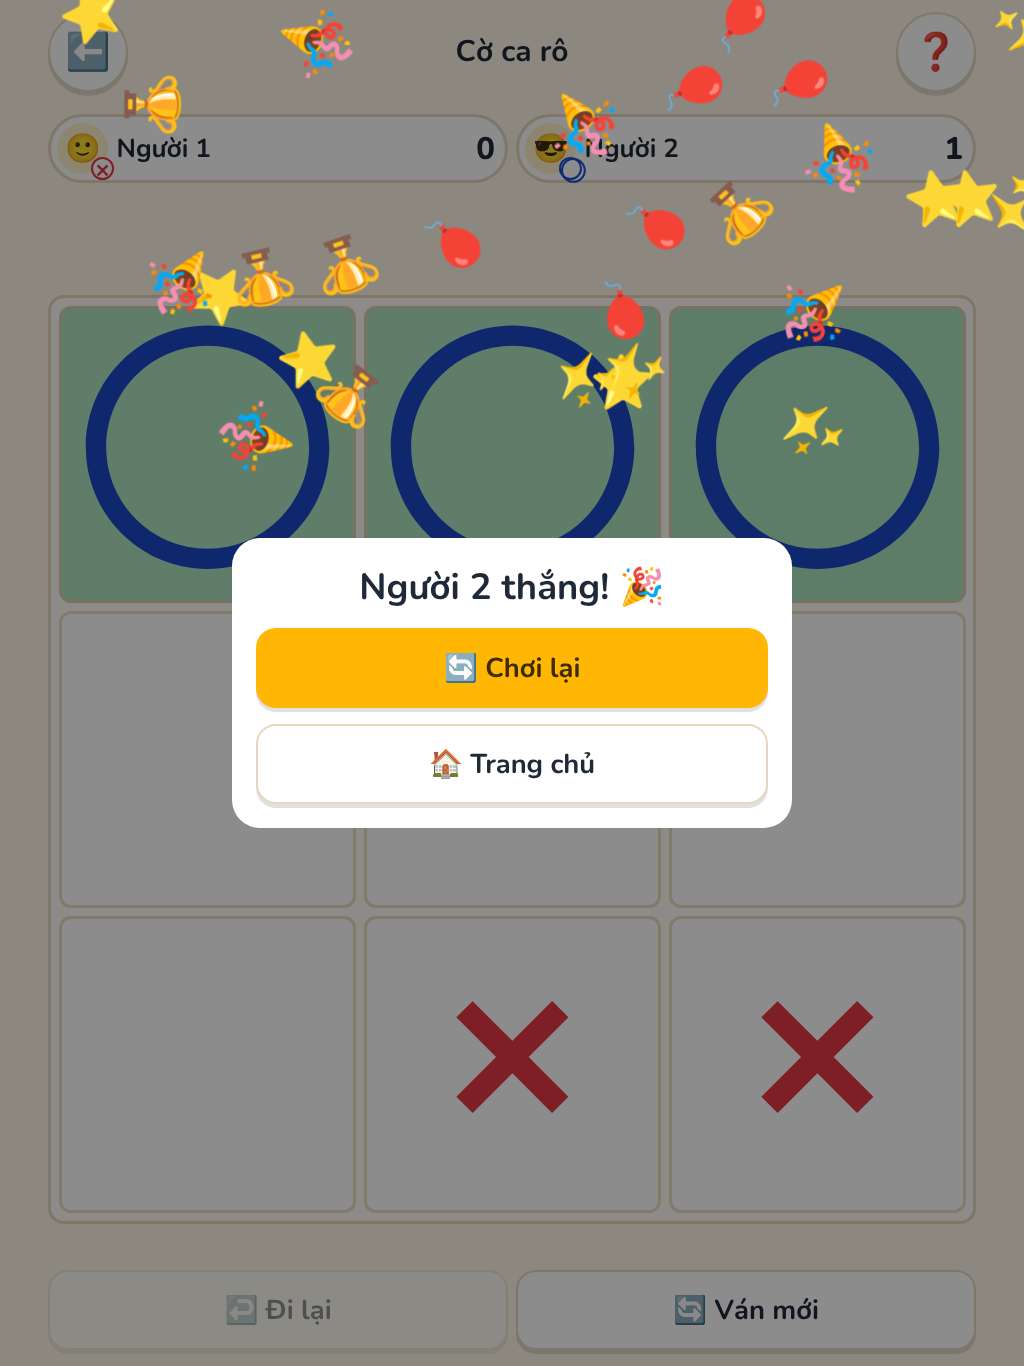 Cờ ca rô
Người 1
0
Người 2
1
Người 2 thắng!
Chơi lại
Trang chủ
Đi lại
Ván mới